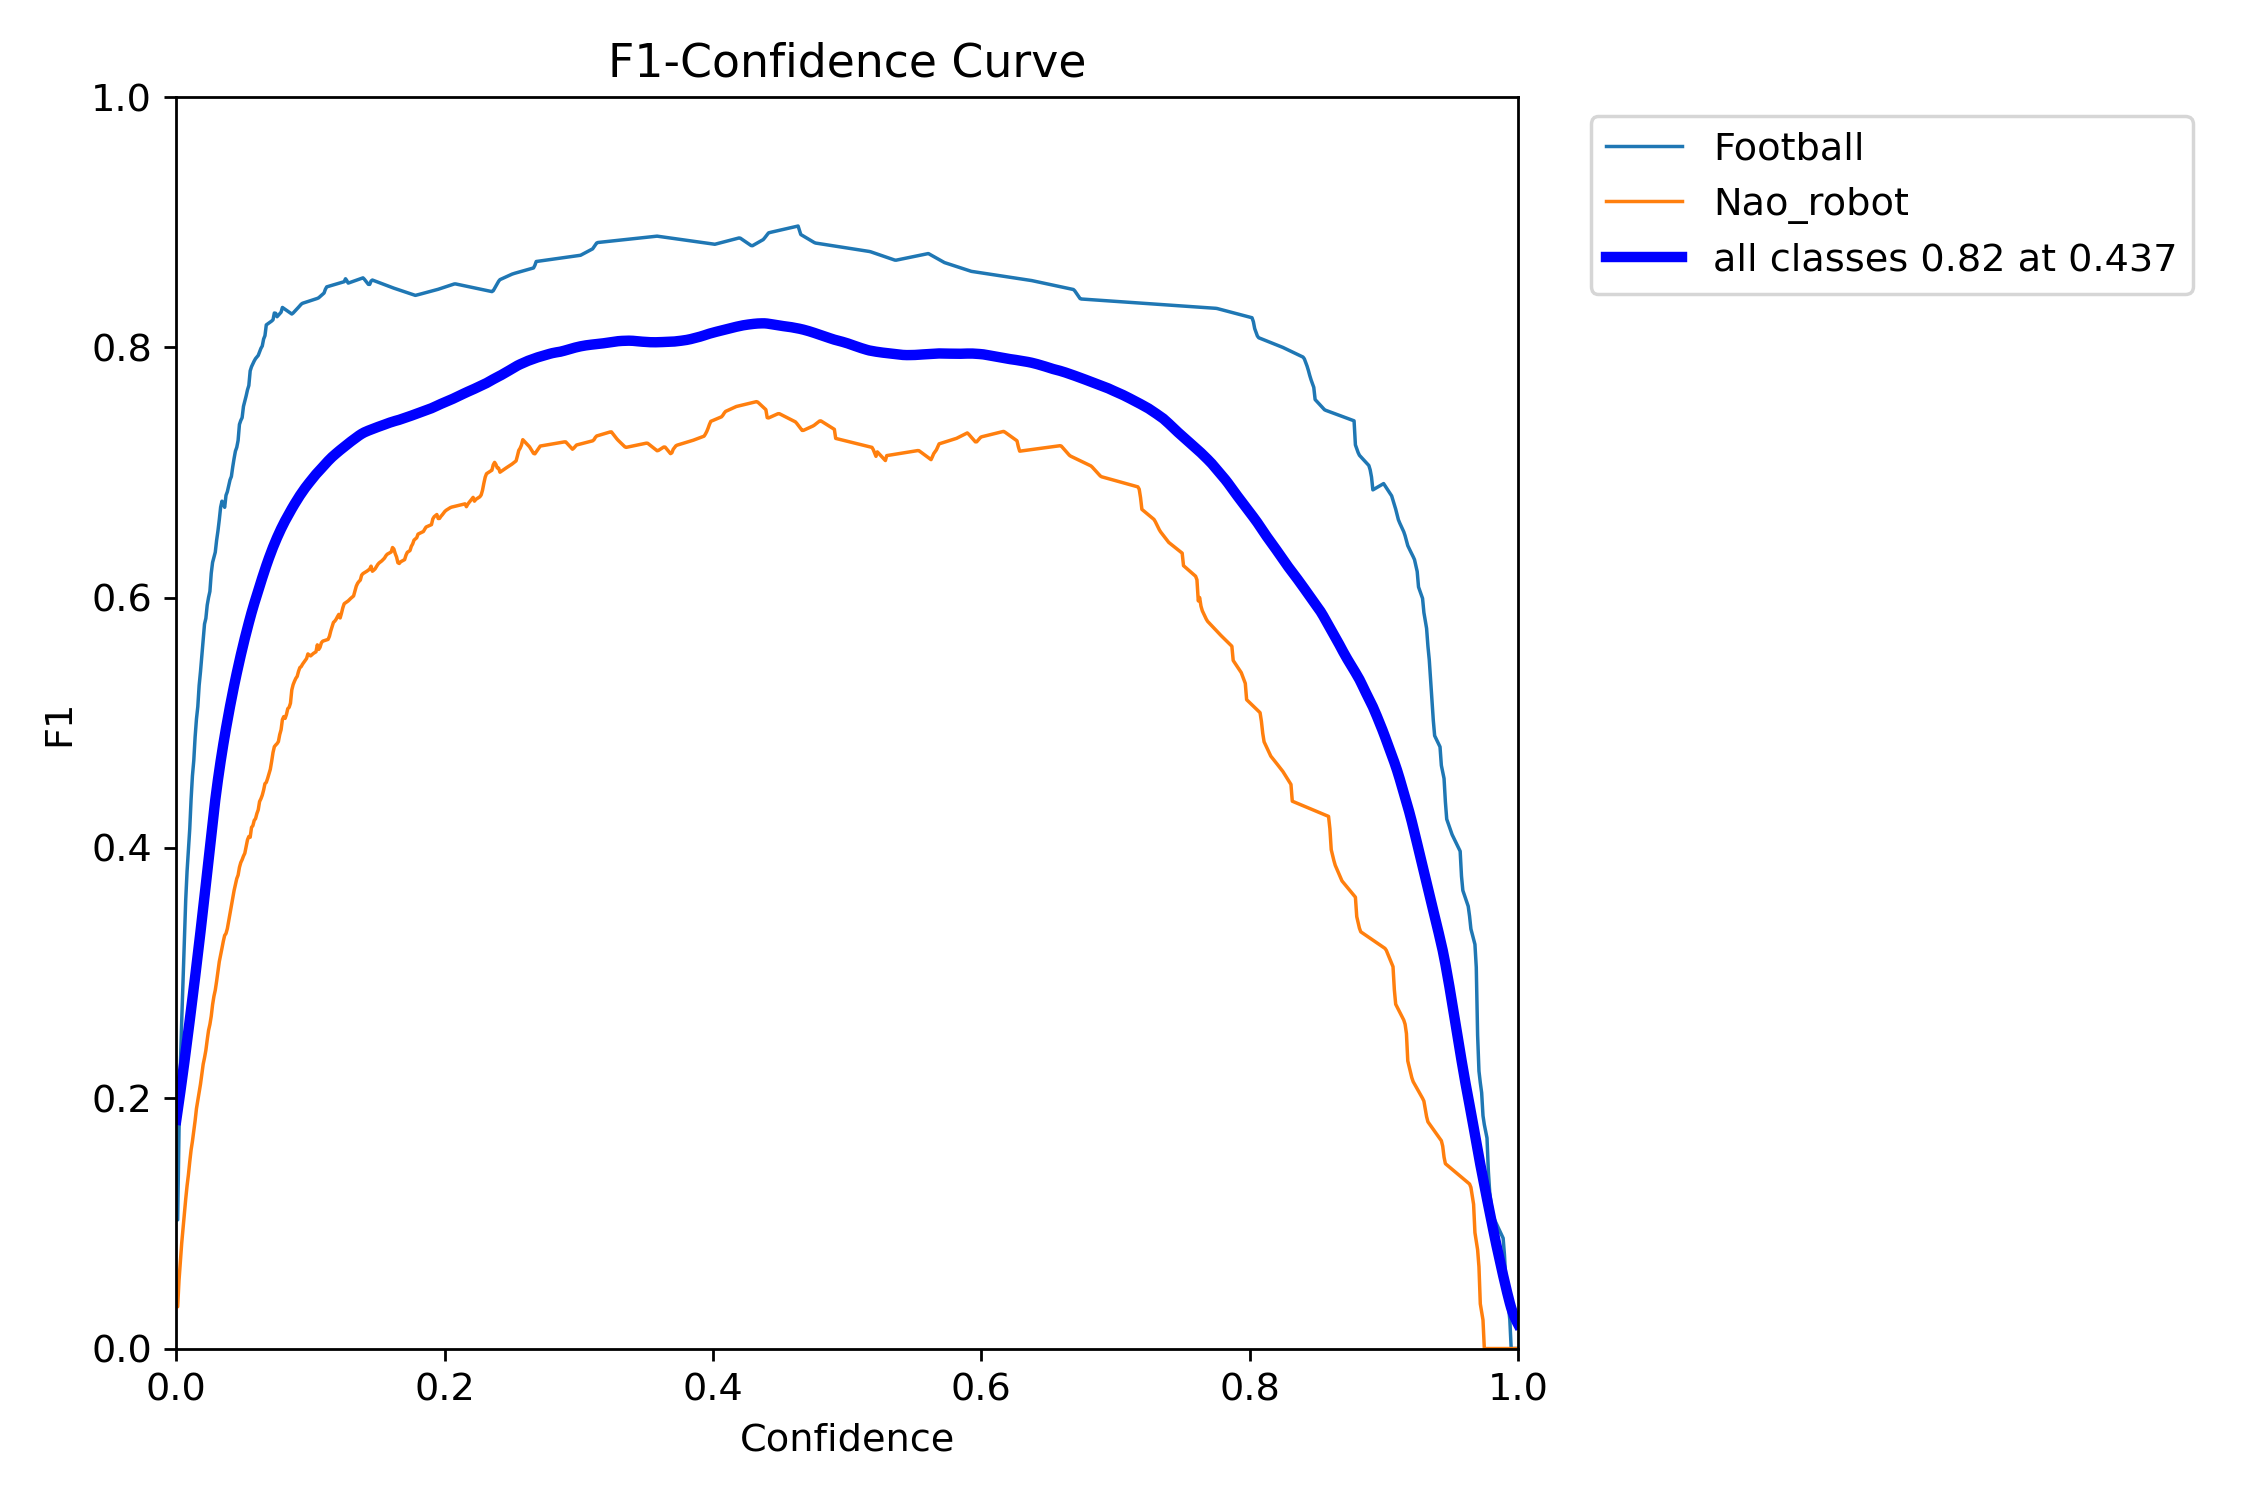 F1-Confidence Curve
1.0
0.8
0.6
0.4
0.2
0.0
F1
0.0 0.2 0.4 0.6 0.8 1.0
Confidence
Football
Nao_robot
all classes 0.82 at 0.437